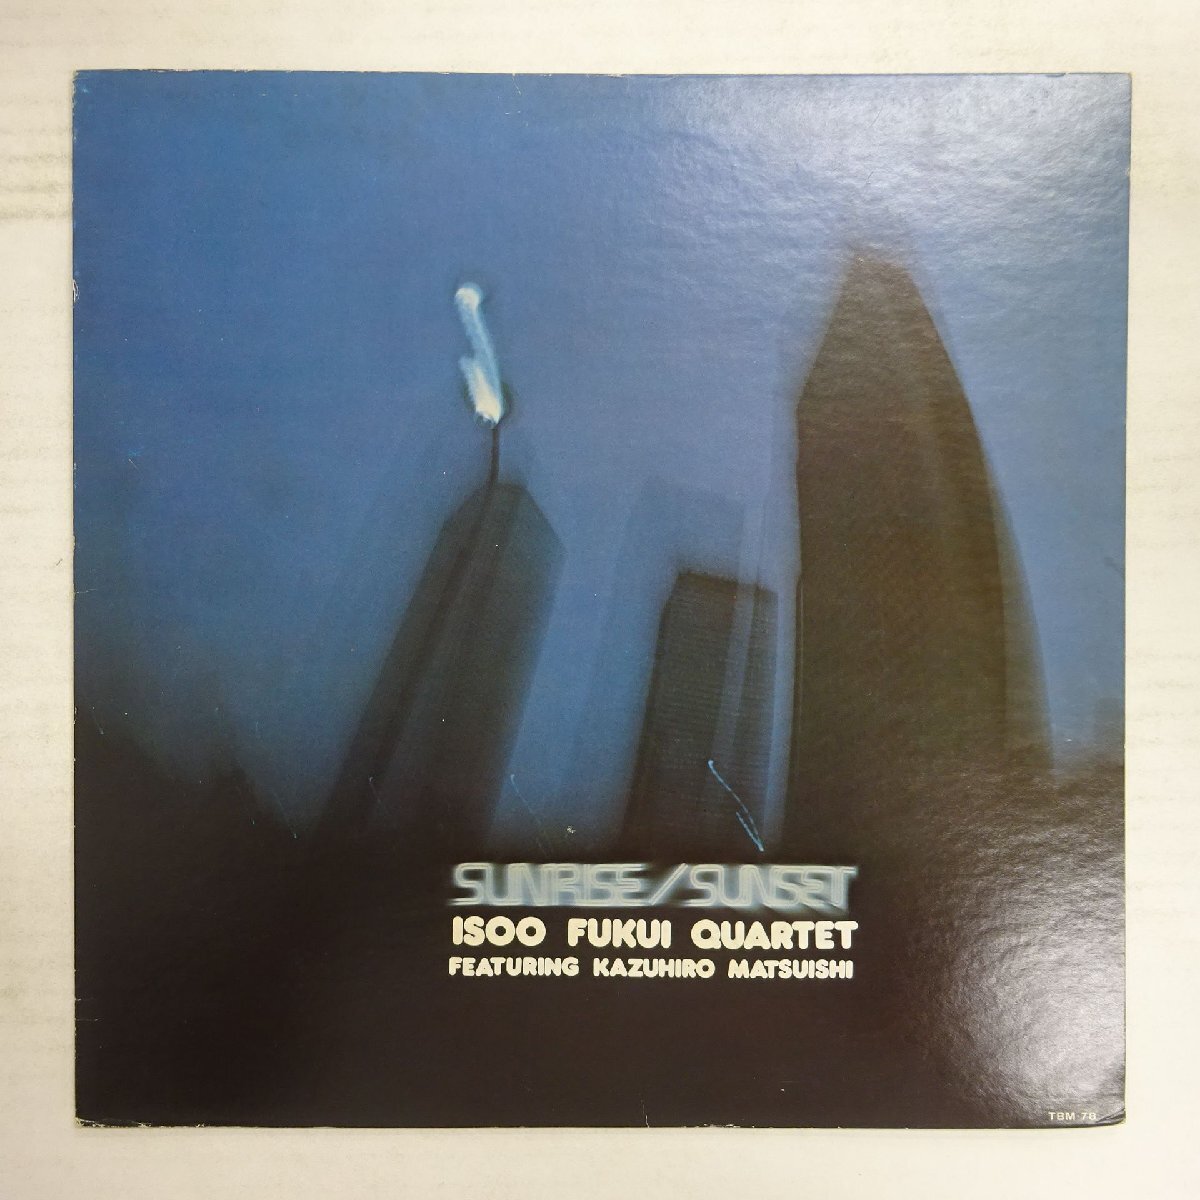 SUNRISE/SUNSET
ISOO FUKUI QUARTET
FEATURING KAZUHIRO MATSUISHI
TBM-78